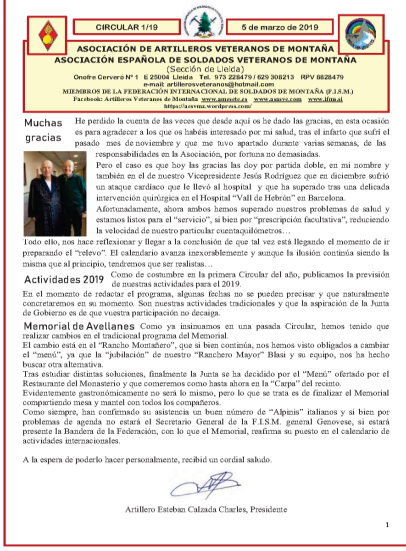 CIRCULAR 1/19
5 de marzo de 2019
ASOCIACIÓN DE ARTILLEROS VETERANOS DE MONTAÑA
ASOCIACIÓN ESPAÑOLA DE SOLDADOS VETERANOS DE MONTAÑA
(Sección de Lleida)
Onofre Cerveró Nº 1 E 25004 Lleida Tel. 973 228479 / 629 308213 RPV 8828479
e-mail: artillerosveteranos@hotmail.com
MIEMBROS DE LA FEDERACIÓN INTERNACIONAL DE SOLDADOS DE MONTAÑA (F.I.S.M.)
Facebook: Artilleros Veteranos de Montaña
https://asvmz.wordpress.com/
Muchas gracias
He perdido la cuenta de las veces que desde aquí os he dado las gracias, en esta ocasión
es para agradecer a los que os habéis interesado por mi salud, tras el infarto que sufrí el
pasado mes de noviembre y que me tuvo apartado durante varias semanas, de las
responsabilidades en la Asociación, por fortuna no demasiadas.
Pero el caso es que hoy las gracias las doy por partida doble, en mi nombre y
también en el de nuestro Vicepresidente Jesús Rodríguez que en diciembre sufrió
un ataque cardíaco que le llevó al hospital y que ha superado tras una delicada
intervención quirúrgica en el Hospital "Vall de Hebrón" en Barcelona.
Afortunadamente, ahora ambos hemos superado nuestros problemas de salud y
estamos listos para el "servicio", si bien por "prescripción facultativa", reduciendo
la velocidad de nuestro particular cuentaquilómetros…
Todo ello, nos hace reflexionar y llegar a la conclusión de que tal vez está llegando el momento de ir
preparando el "relevo". El calendario avanza inexorablemente y aunque la ilusión continúa siendo la
misma que al principio, tendremos que ser realistas…
Actividades 2019
Como de costumbre en la primera Circular del año, publicamos la previsión
de nuestras actividades para el 2019.
En el momento de redactar el programa, algunas fechas no se pueden precisar y que naturalmente
concretaremos en su momento. Son nuestras actividades tradicionales y que la aspiración de la Junta
de Gobierno es de que vuestra participación no decaiga.
Memorial de Avellanes
Como ya insinuamos en una pasada Circular, hemos tenido que
realizar cambios en el tradicional programa del Memorial.
El cambio está en el "Rancho Montañero", que si bien continúa, nos hemos visto obligados a cambiar
el "menú", ya que la "jubilación" de nuestro "Ranchero Mayor" Blasi y su equipo, nos ha hecho
buscar otra alternativa.
Tras estudiar distintas soluciones, finalmente la Junta se ha decidido por el "Menú" ofertado por el
Restaurante del Monasterio y que comeremos como hasta ahora en la "Carpa" del recinto.
Evidentemente gastronómicamente no será lo mismo, pero lo que se trata es de finalizar el Memorial
compartiendo mesa y mantel con todos los compañeros.
Como siempre, han confirmado su asistencia un buen número de "Alpinis" italianos y si bien por
problemas de agenda no estará el Secretario General de la F.I.S.M. general Genovese, si estará
presente la Bandera de la Federación, con lo que el Memorial, reafirma su puesto en el calendario de
actividades internacionales.
A la espera de poderlo hacer personalmente, recibid un cordial saludo.
Artillero Esteban Calzada Charles, Presidente
1